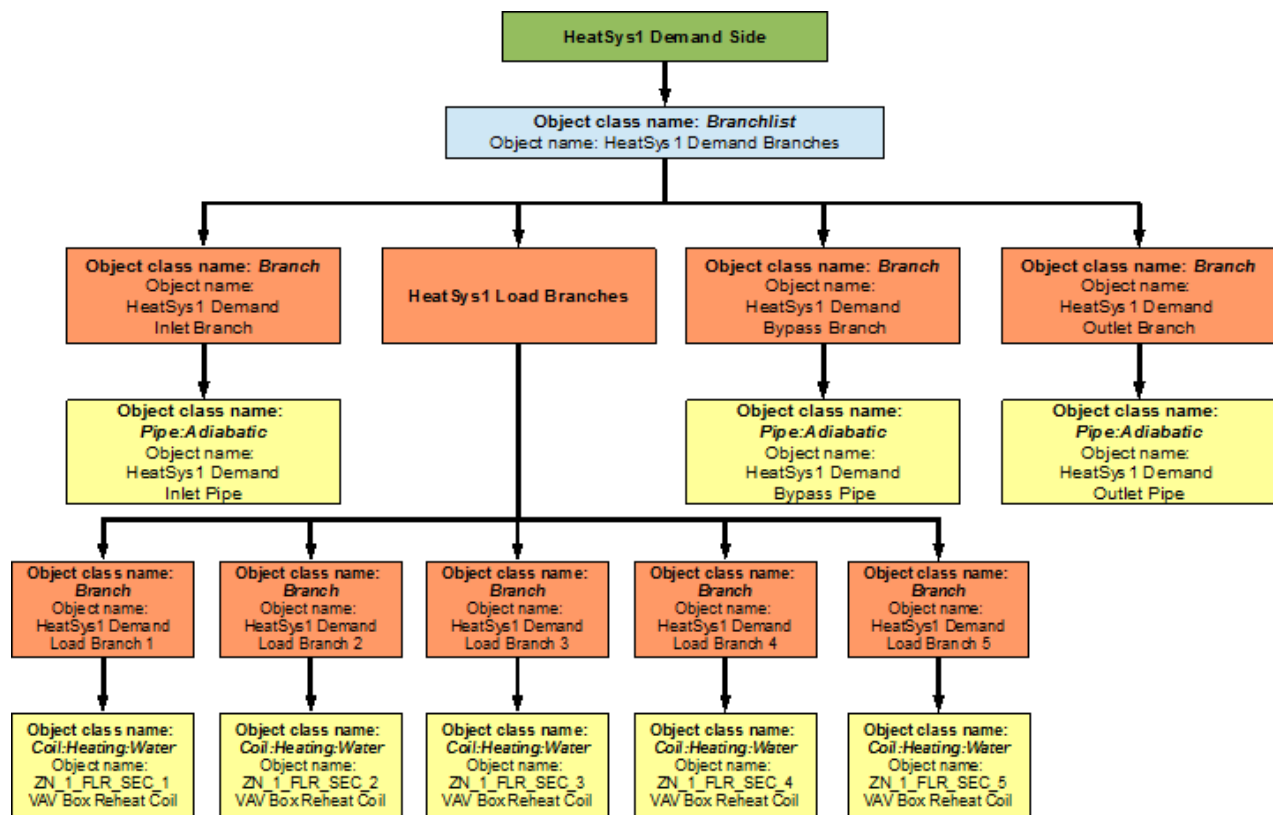 HeatSys1 Demand Side
Object class name: Branchlist
Object name: HeatSys1 Demand Branches
Object class name: Branch
Object name:
HeatSys1 Demand
Inlet Branch
HeatSys1 Load Branches
Object class name: Branch
Object name:
HeatSys1 Demand
Bypass Branch
Object class name: Branch
Object name:
HeatSys1 Demand
Outlet Branch
Object class name:
Pipe:Adiabatic
Object name:
HeatSys1 Demand
Inlet Pipe
Object class name:
Pipe:Adiabatic
Object name:
HeatSys1 Demand
Bypass Pipe
Object class name:
Pipe:Adiabatic
Object name:
HeatSys1 Demand
Outlet Pipe
Object class name:
Branch
Object name:
HeatSys1 Demand
Load Branch 1
Object class name:
Branch
Object name:
HeatSys1 Demand
Load Branch 2
Object class name:
Branch
Object name:
HeatSys1 Demand
Load Branch 3
Object class name:
Branch
Object name:
HeatSys1 Demand
Load Branch 4
Object class name:
Branch
Object name:
HeatSys1 Demand
Load Branch 5
Object class name:
Coil:Heating:Water
Object name:
ZN_1_FLR_SEC_1
VAV Box Reheat Coil
Object class name:
Coil:Heating:Water
Object name:
ZN_1_FLR_SEC_2
VAV Box Reheat Coil
Object class name:
Coil:Heating:Water
Object name:
ZN_1_FLR_SEC_3
VAV Box Reheat Coil
Object class name:
Coil:Heating:Water
Object name:
ZN_1_FLR_SEC_4
VAV Box Reheat Coil
Object class name:
Coil:Heating:Water
Object name:
ZN_1_FLR_SEC_5
VAV Box Reheat Coil